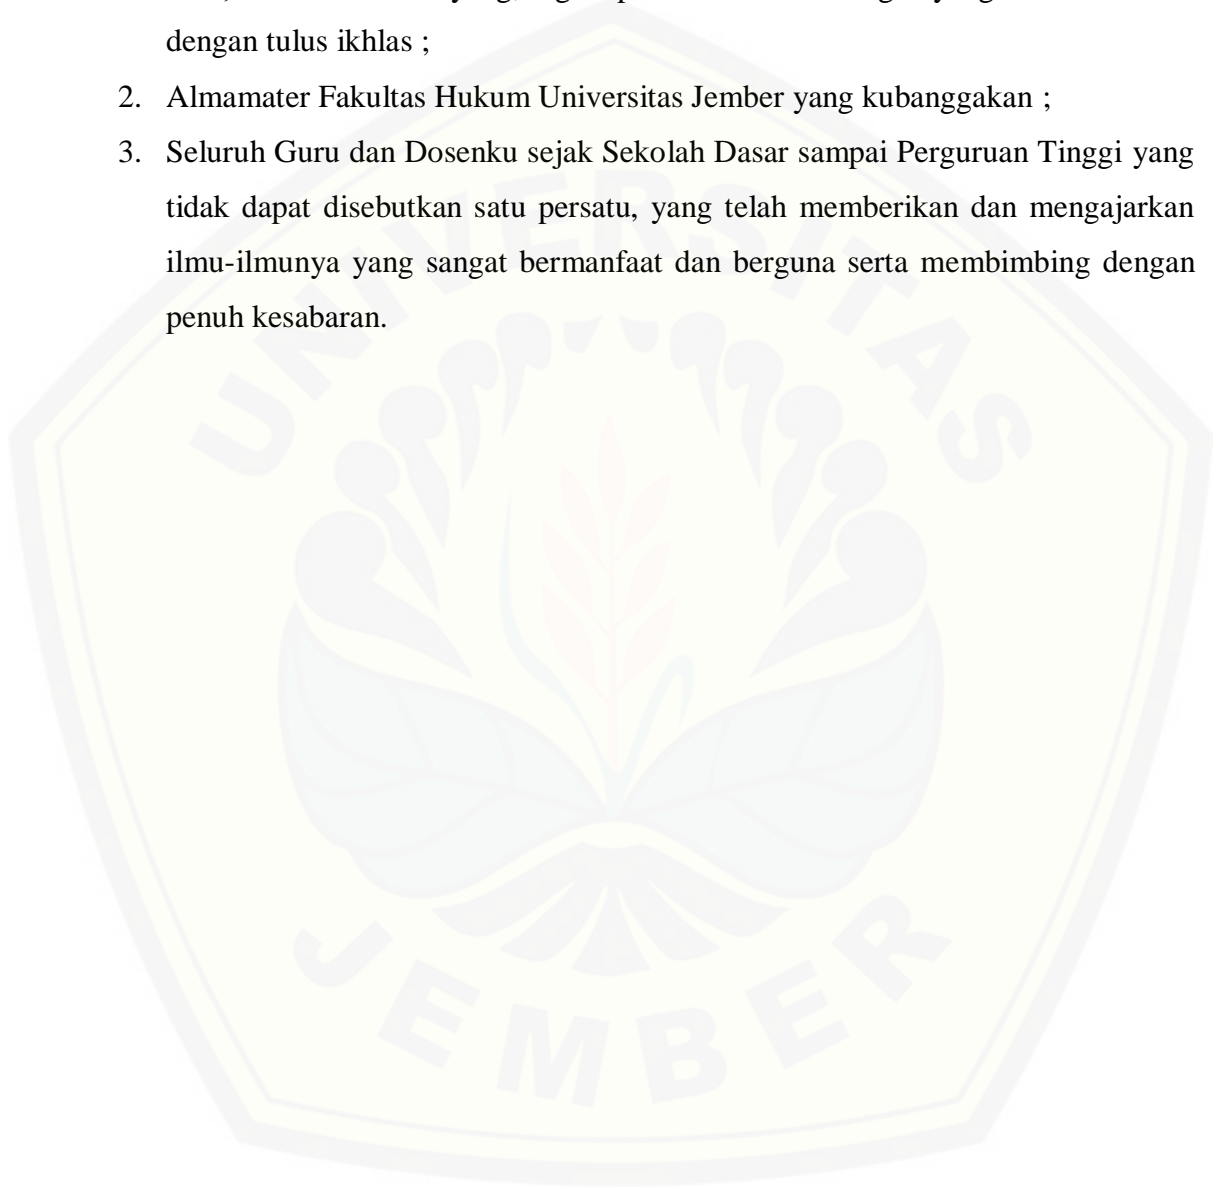 dengan tulus ikhlas ;
2. Almamater Fakultas Hukum Universitas Jember yang kubanggakan ;
3. Seluruh Guru dan Dosenku sejak Sekolah Dasar sampai Perguruan Tinggi yang
tidak dapat disebutkan satu persatu, yang telah memberikan dan mengajarkan
ilmu-ilmunya yang sangat bermanfaat dan berguna serta membimbing dengan
penuh kesabaran.
UNIVERSITAS
JEMBER